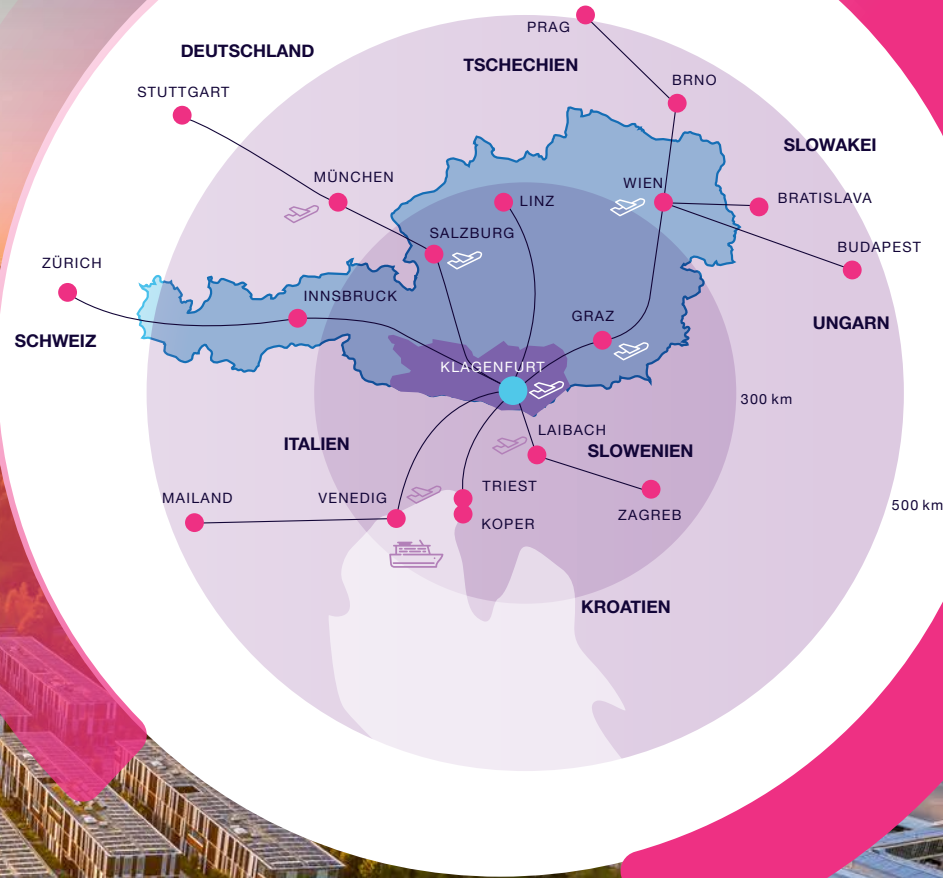 PRAG
DEUTSCHLAND
TSCHECHIEN
BRNO
STUTTGART
SLOWAKEI
MÜNCHEN
WIEN
BRATISLAVA
LINZ
SALZBURG
BUDAPEST
ZÜRICH
INNSBRUCK
GRAZ
UNGARN
SCHWEIZ
KLAGENFURT
300 km
LAIBACH
ITALIEN
SLOWENIEN
TRIEST
MAILAND
VENEDIG
500 km
ZAGREB
KOPER
KROATIEN